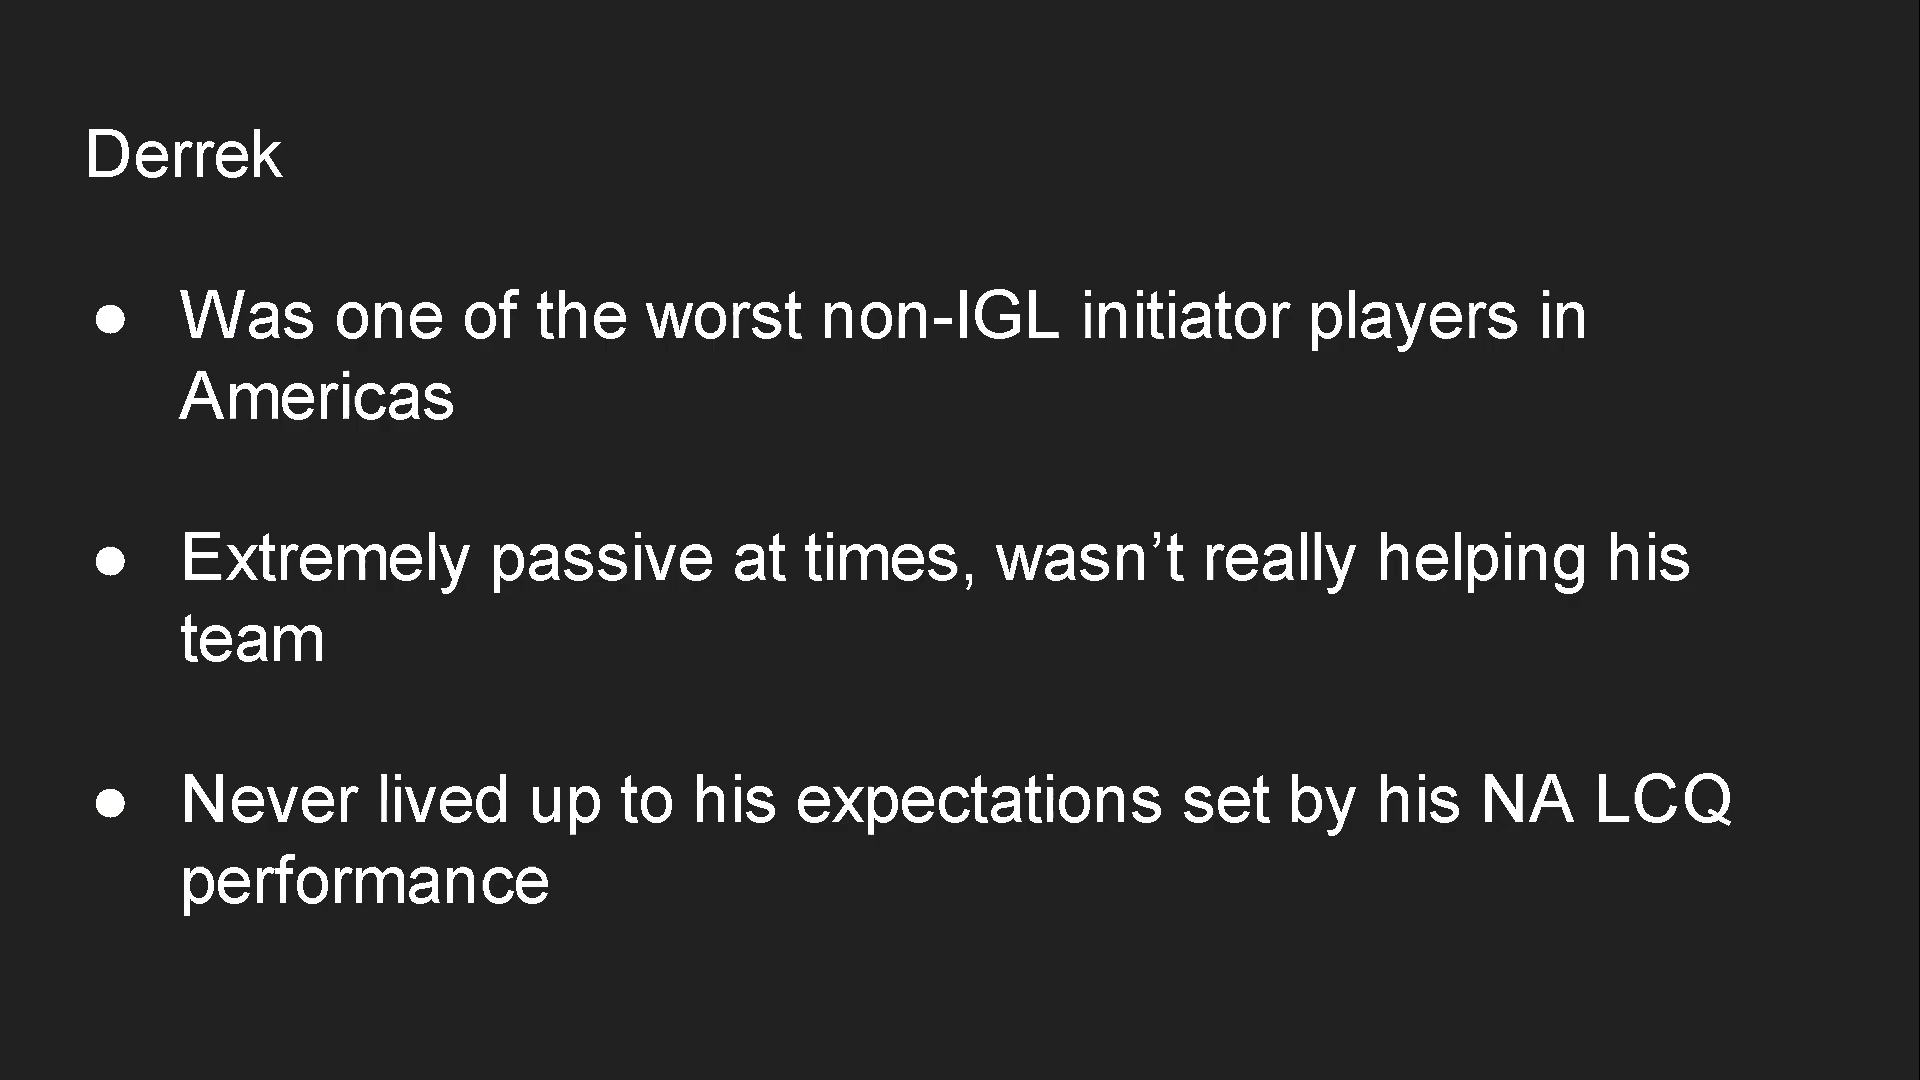 Derrek
● Was one of the worst non-IGL initiator players in
Americas
● Extremely passive at times, wasn’t really helping his
team
● Never lived up to his expectations set by his NA LCQ
performance